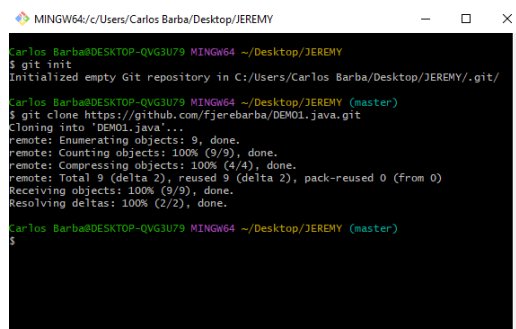 MINGW64:/c/Users/Carlos Barba/Desktop/JEREMY
Carlos Barba@DESKTOP-QVG3U79 MINGW64 ~/Desktop/JEREMY
$ git init
Initialized empty Git repository in C:/Users/Carlos Barba/Desktop/JEREMY/.git/
Carlos Barba@DESKTOP-QVG3U79 MINGW64 ~/Desktop/JEREMY (master)
$ git clone https://github.com/fjerebarba/DEMO1.java.git
Cloning into 'DEMO1.java'...
remote: Enumerating objects: 9, done.
remote: Counting objects: 100% (9/9), done.
remote: Compressing objects: 100% (4/4), done.
remote: Total 9 (delta 2), reused 9 (delta 2), pack-reused 0 (from 0)
Receiving objects: 100% (9/9), done.
Resolving deltas: 100% (2/2), done.
Carlos Barba@DESKTOP-QVG3U79 MINGW64 ~/Desktop/JEREMY (master)
$